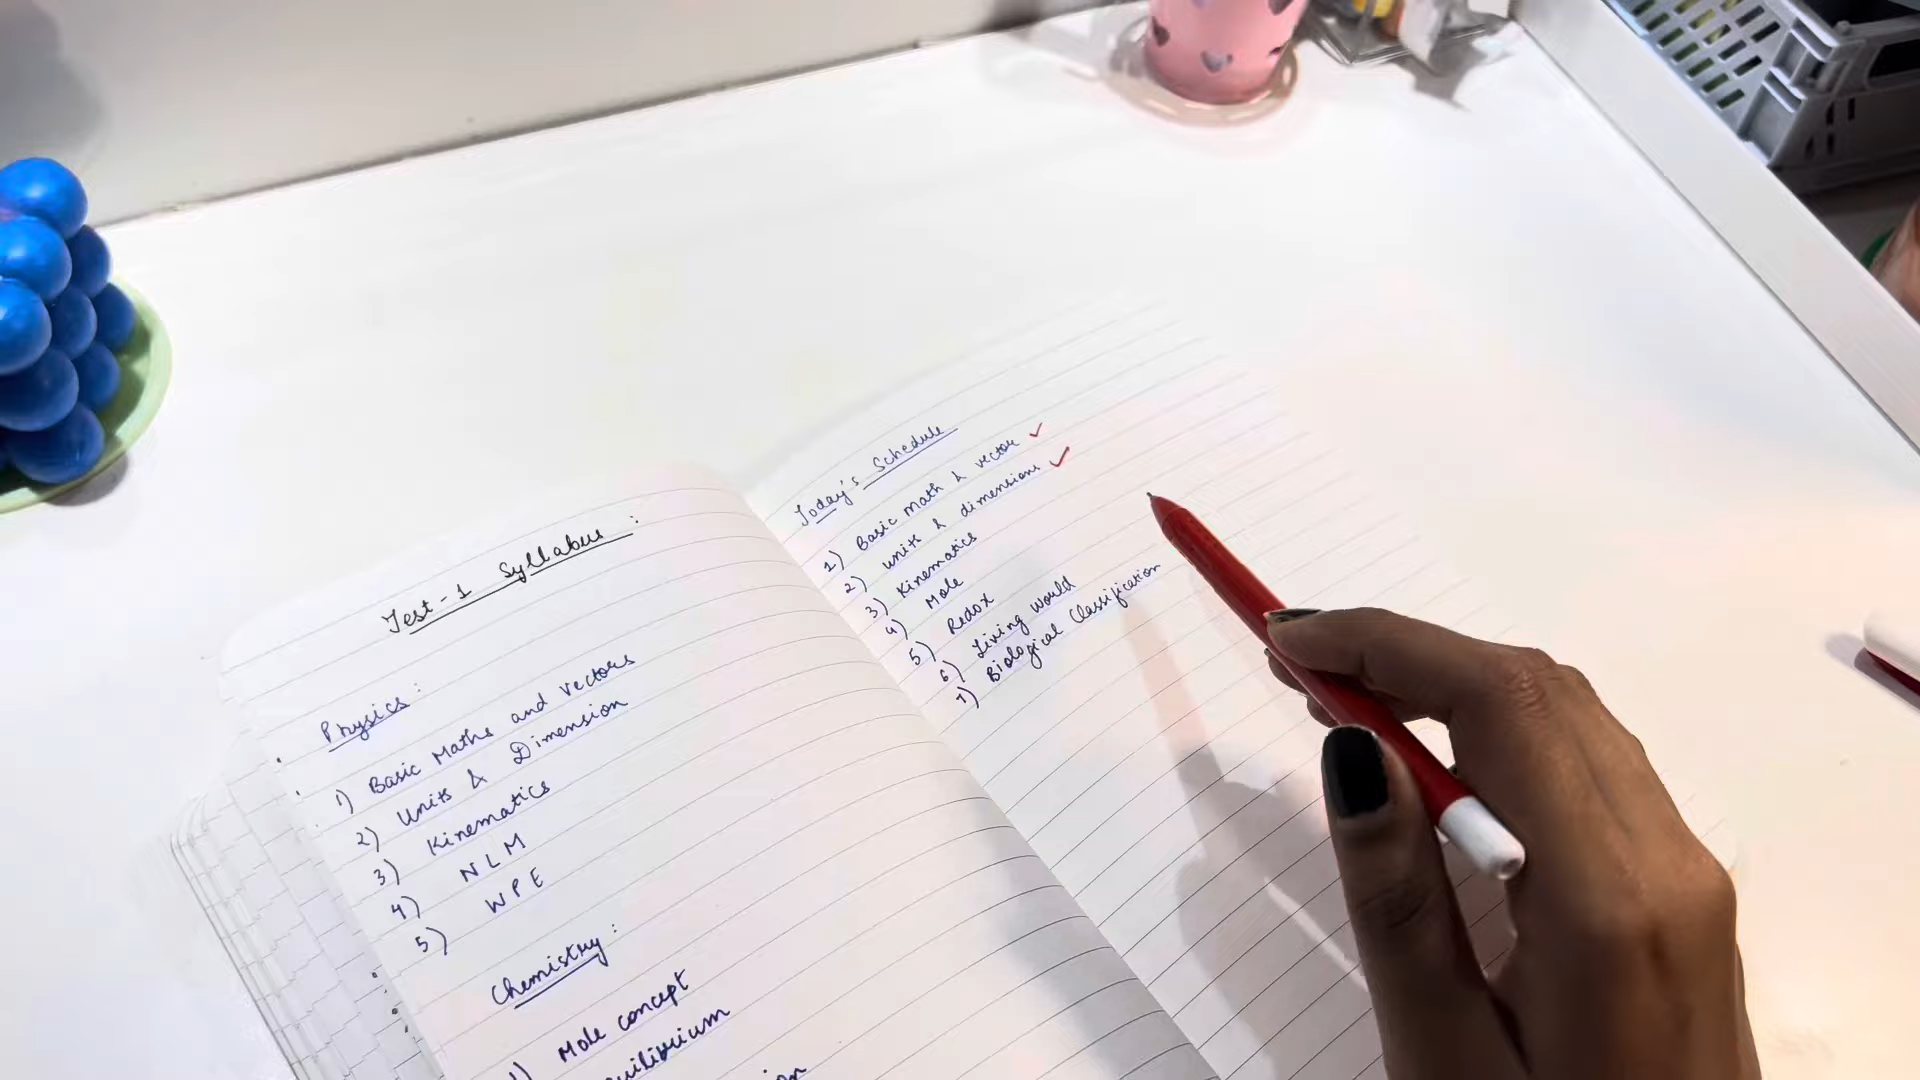 Test - 1 Syllabus :
Physics :
1) Basic Maths and vectors
2) Units & Dimension
3) Kinematics
4) NLM
5) WPE
Chemistry :
1) Mole concept
Today's Schedule
1) Basic math & vector ✓
2) units & dimensions ✓
3) Kinematics
4) Mole
5) Redox
6) Living World
7) Biological Classification